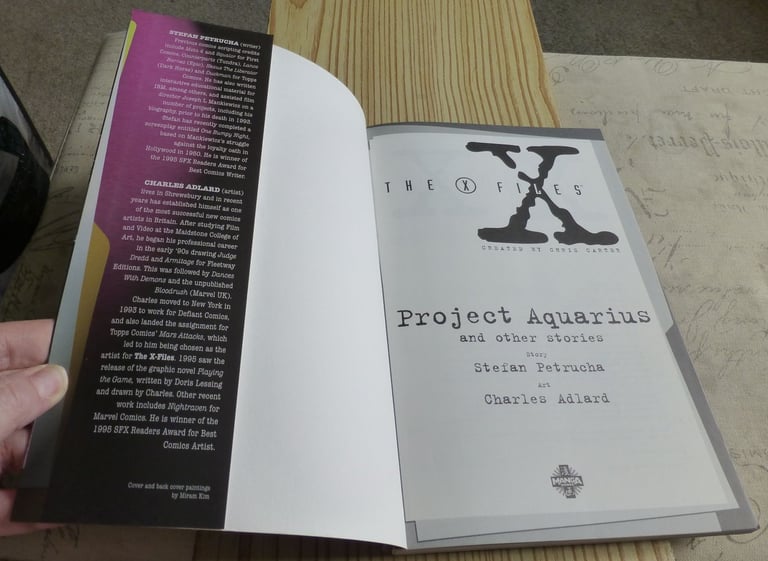 STEFAN PETRUCHA (writer)
Previous comics scripting credits
include Meta 4 and Squalor for First
Comics, Counterparts (Tundra), Lance
Barnes (Epic), Nexus The Liberator
(Dark Horse) and Duckman for Topps
Comics. He has also written
interactive educational material for
IBM, among others, and assisted film
director Joseph L Mankiewicz on a
number of projects, including his
biography, prior to his death in 1993.
Stefan has recently completed a
screenplay entitled One Bumpy Night,
based on Mankiewicz's struggle
against the loyalty oath in
Hollywood in 1950. He is winner of
the 1995 SFX Readers Award for
Best Comics Writer.
CHARLES ADLARD (artist)
lives in Shrewsbury and in recent
years has established himself as one
of the most successful new comics
artists in Britain. After studying Film
and Video at the Maidstone College of
Art, he began his professional career
in the early '90s drawing Judge
Dredd and Armitage for Fleetway
Editions. This was followed by Dances
With Demons and the unpublished
Bloodrush (Marvel UK).
Charles moved to New York in
1993 to work for Defiant Comics,
and also landed the assignment for
Topps Comics' Mars Attacks, which
led to him being chosen as the
artist for The X-Files. 1995 saw the
release of the graphic novel Playing
the Game, written by Doris Lessing
and drawn by Charles. Other recent
work includes Nightraven for
Marvel Comics. He is winner of the
1995 SFX Readers Award for Best
Comics Artist.
Cover and back cover paintings
by Miram Kim
THE X FILES
X
CREATED BY CHRIS CARTER
Project Aquarius
and other stories
Story
Stefan Petrucha
Art
Charles Adlard
MANGA